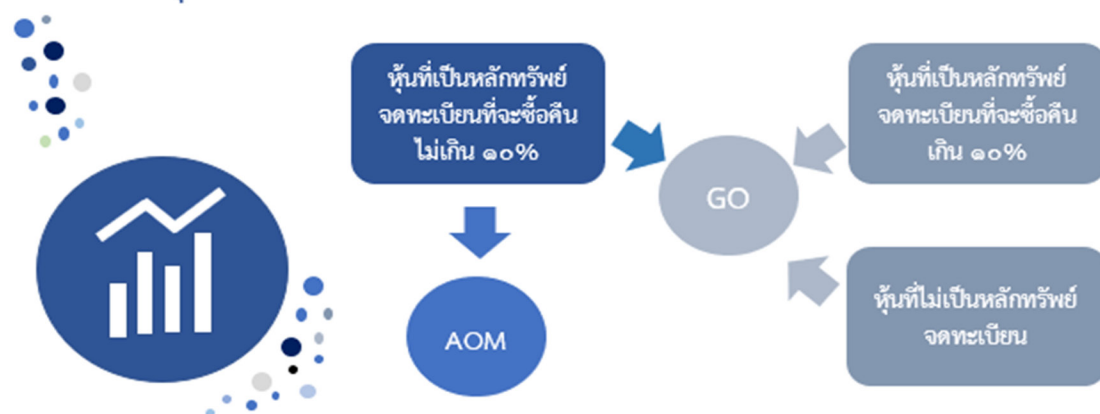 หุ้นที่เป็นหลักทรัพย์
จดทะเบียนที่จะซื้อคืน
ไม่เกิน ๑๐%
หุ้นที่เป็นหลักทรัพย์
จดทะเบียนที่จะซื้อคืน
เกิน ๑๐%
GO
หุ้นที่ไม่เป็นหลักทรัพย์
จดทะเบียน
AOM